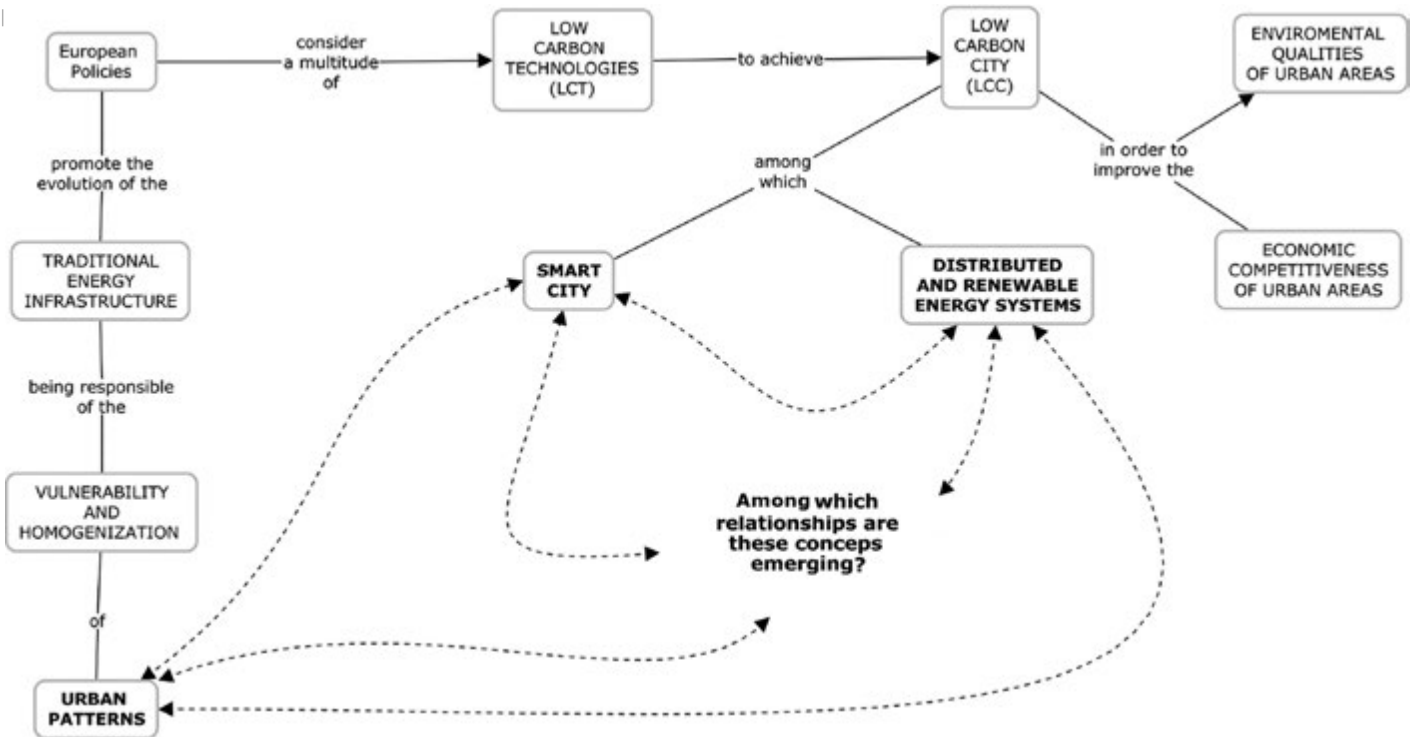 European
Policies
consider
a multitude
of
LOW
CARBON
TECHNOLOGIES
(LCT)
to achieve
LOW
CARBON
CITY
(LCC)
ENVIROMENTAL
QUALITIES
OF URBAN AREAS
promote the
evolution of the
among
which
in order to
improve the
TRADITIONAL
ENERGY
INFRASTRUCTURE
SMART
CITY
DISTRIBUTED
AND RENEWABLE
ENERGY SYSTEMS
ECONOMIC
COMPETITIVENESS
OF URBAN AREAS
being responsible
of the
VULNERABILITY
AND
HOMOGENIZATION
Among which
relationships are
these conceps
emerging?
of
URBAN
PATTERNS